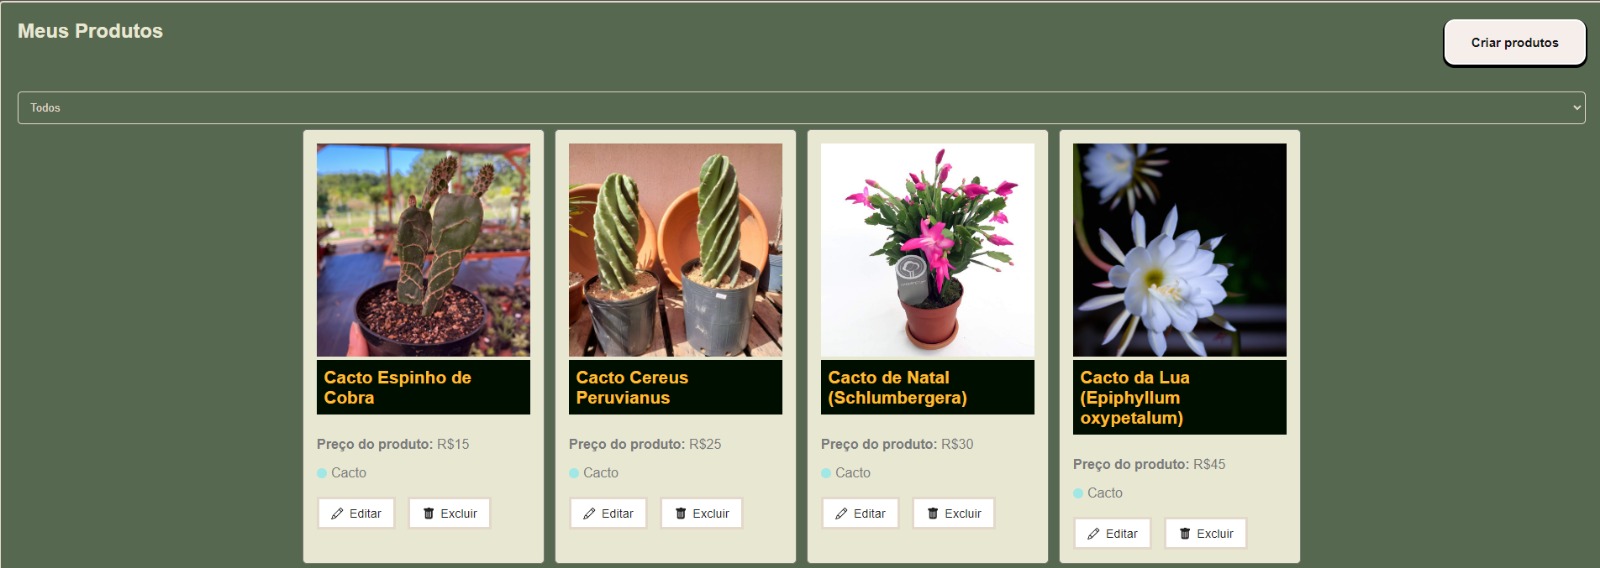 Meus Produtos
Criar produtos
Todos
Cacto Espinho de
Cobra
Preço do produto: R$15
Cacto
Editar Excluir
Cacto Cereus
Peruvianus
Preço do produto: R$25
Cacto
Editar Excluir
Cacto de Natal
(Schlumbergera)
Preço do produto: R$30
Cacto
Editar Excluir
Cacto da Lua
(Epiphyllum
oxypetalum)
Preço do produto: R$45
Cacto
Editar Excluir